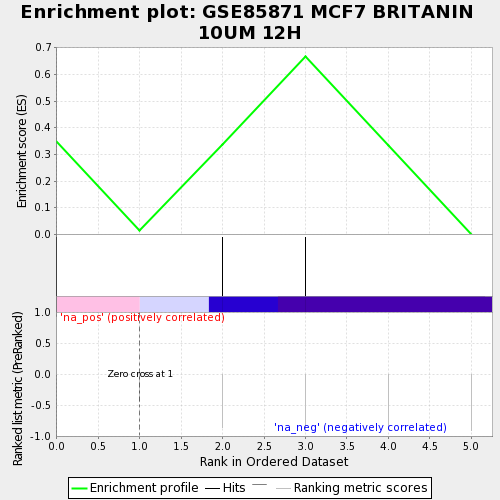 Enrichment plot: GSE85871 MCF7 BRITANIN
10UM 12H
Enrichment score (ES)
0.7
0.6
0.5
0.4
0.3
0.2
0.1
0.0
Ranked list metric (PreRanked)
1.0
0.5
0.0
-0.5
-1.0
'na_pos' (positively correlated)
Zero cross at 1
'na_neg' (negatively correlated)
0.0 0.5 1.0 1.5 2.0 2.5 3.0 3.5 4.0 4.5 5.0
Rank in Ordered Dataset
Enrichment profile Hits Ranking metric scores